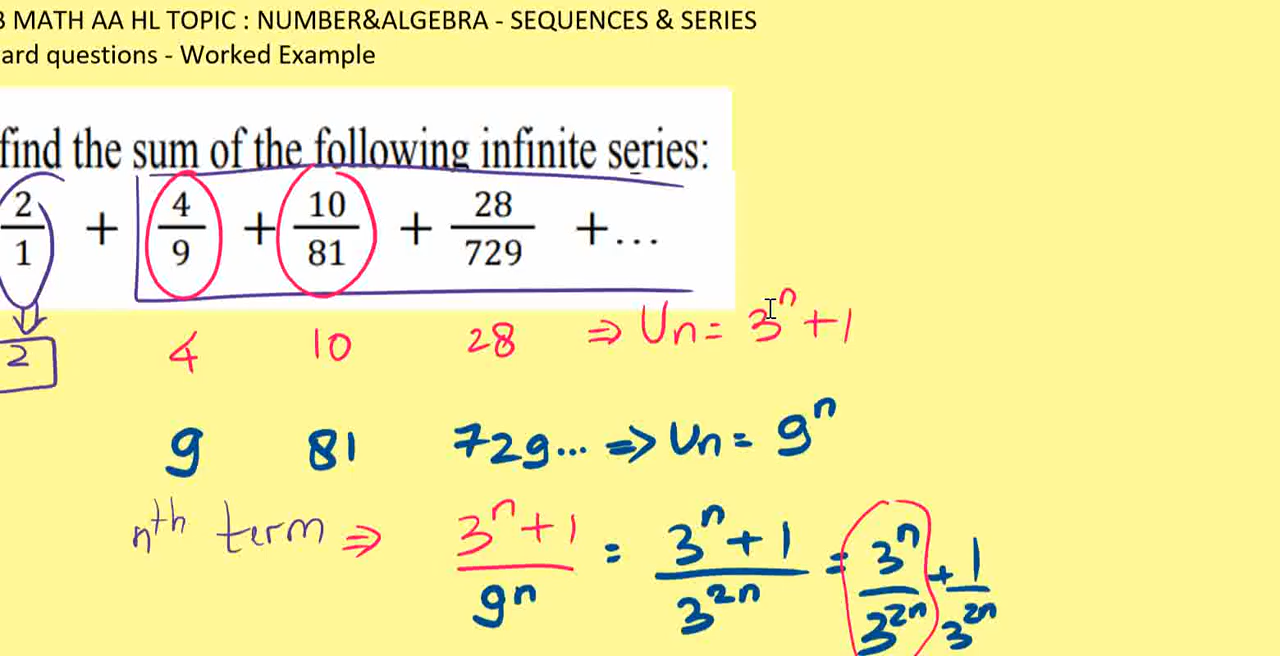 B MATH AA HL TOPIC : NUMBER&ALGEBRA - SEQUENCES & SERIES
ard questions - Worked Example
find the sum of the following infinite series:
2/1 + 4/9 + 10/81 + 28/729 +...
2 4 10 28 ⇒ Un = 3^n + 1
9 81 729... ⇒ Un = 9^n
nth term ⇒ 3^n+1/9^n = 3^n+1/3^2n = 3^n/3^2n + 1/3^2n